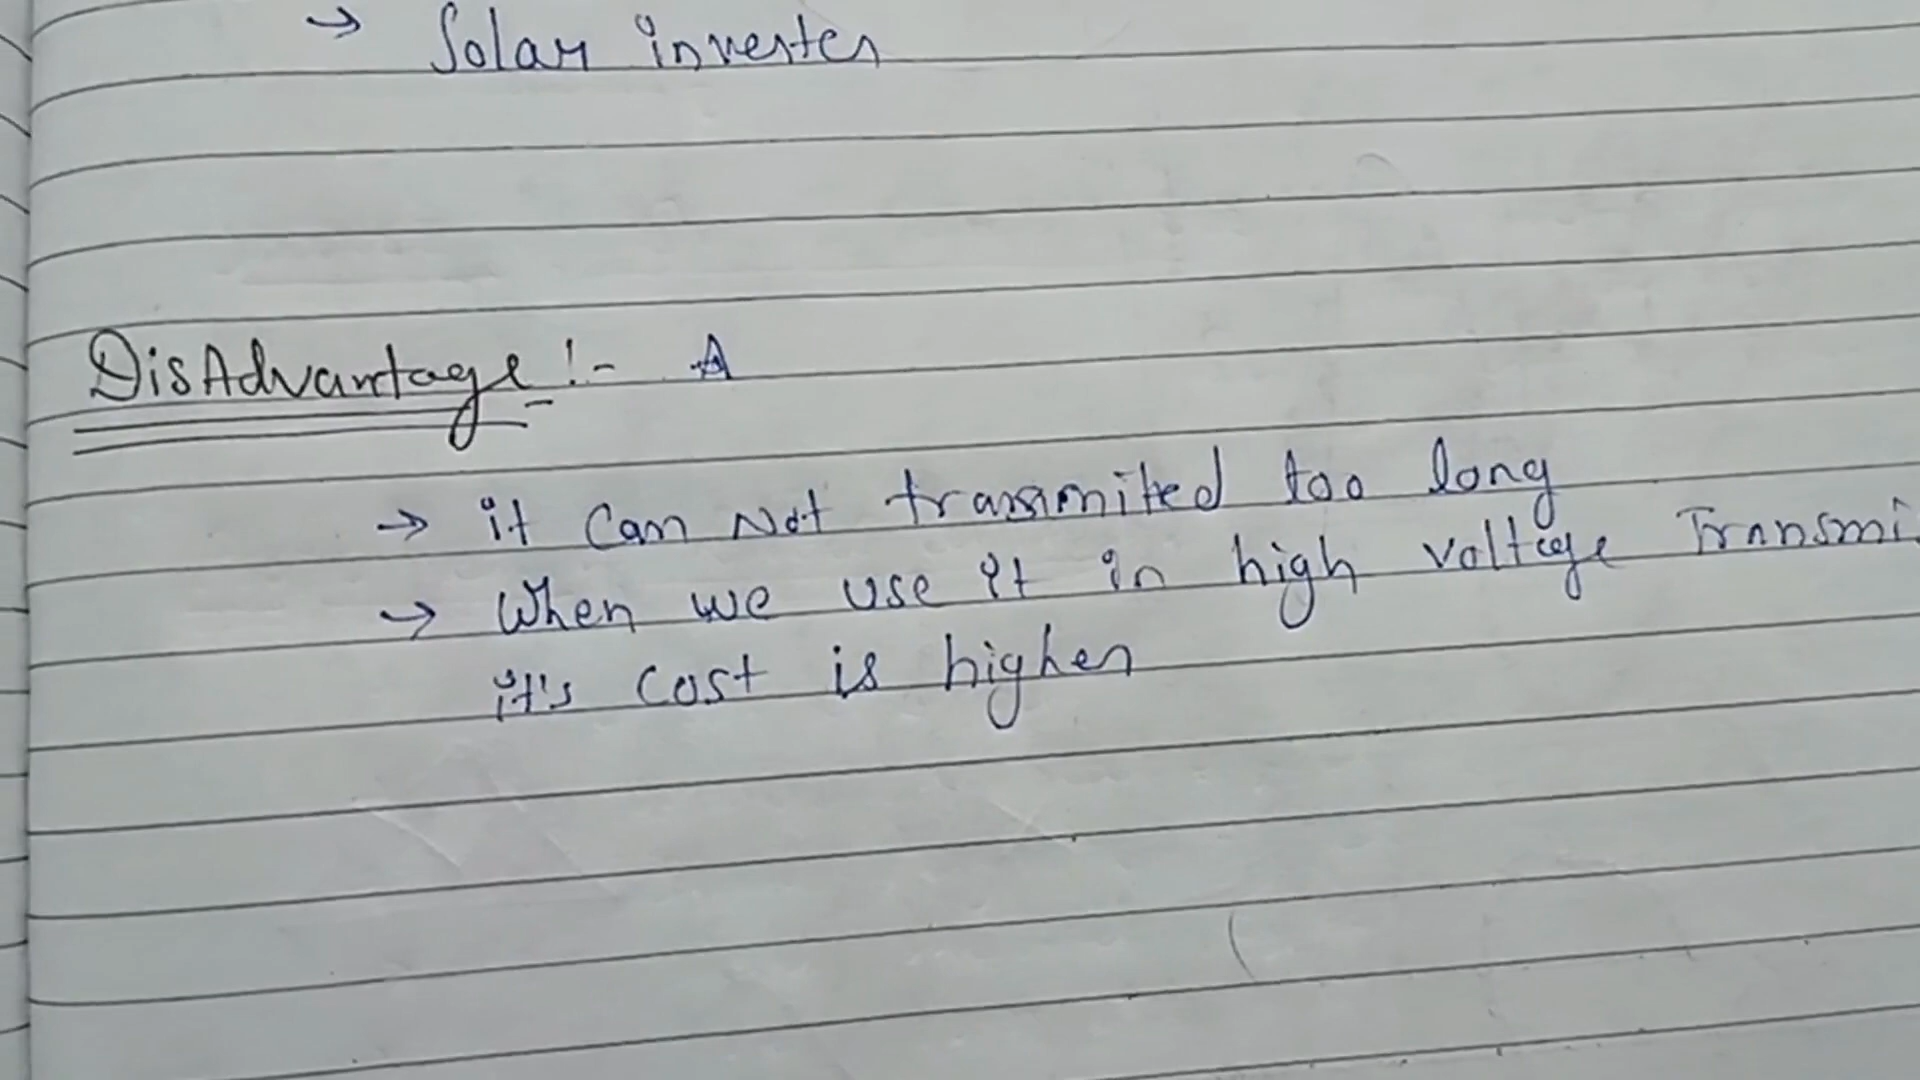 → Solar inverter
DisAdvantage :- A
→ it can not transmited too long
→ When we use it in high voltage Transmi
it's cost is higher